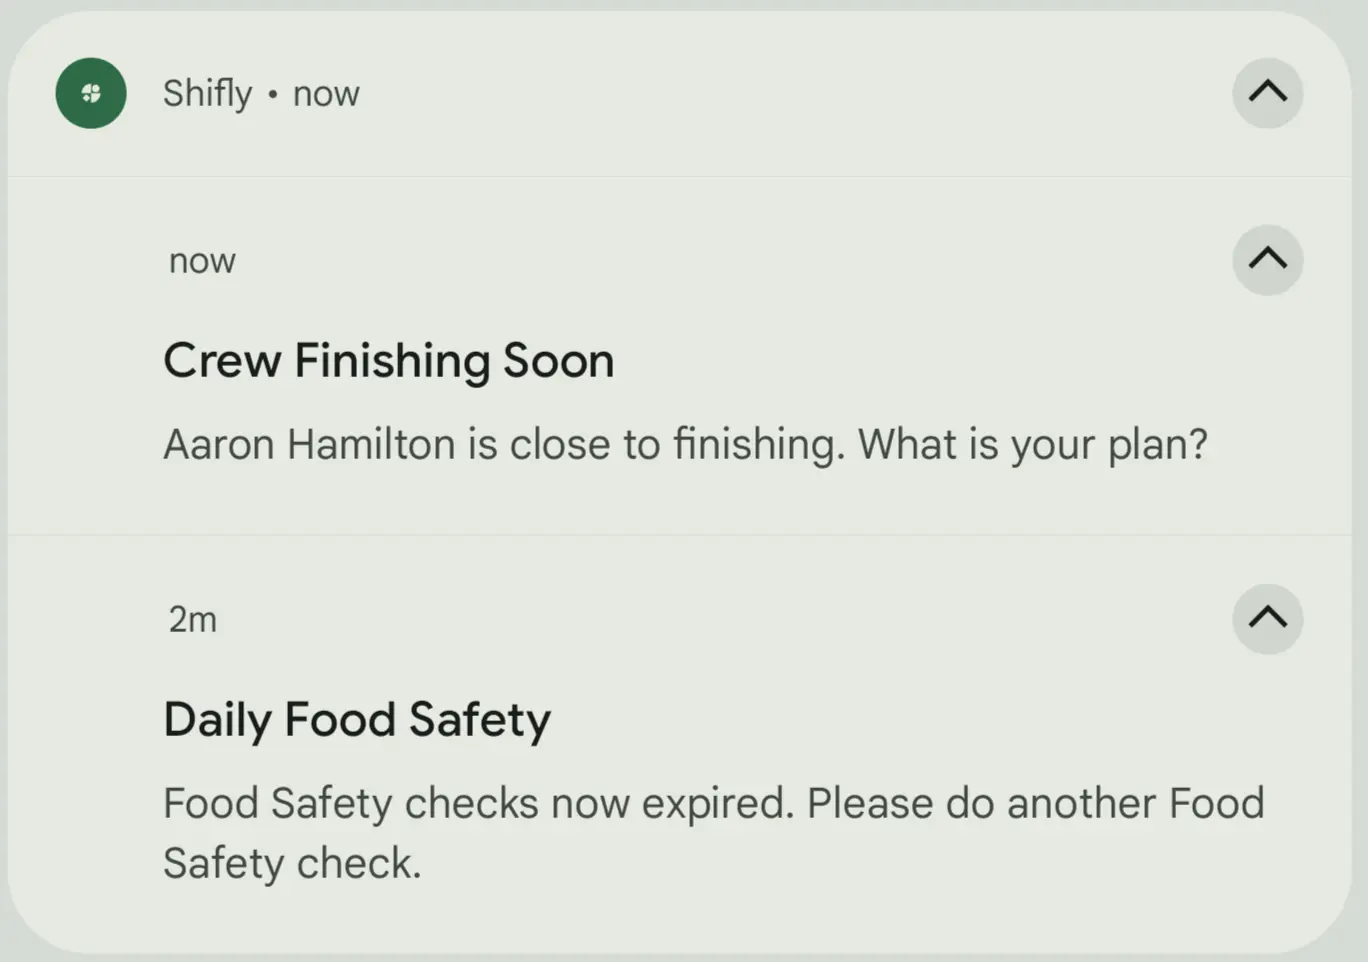 Shifly • now
now
Crew Finishing Soon
Aaron Hamilton is close to finishing. What is your plan?
2m
Daily Food Safety
Food Safety checks now expired. Please do another Food
Safety check.